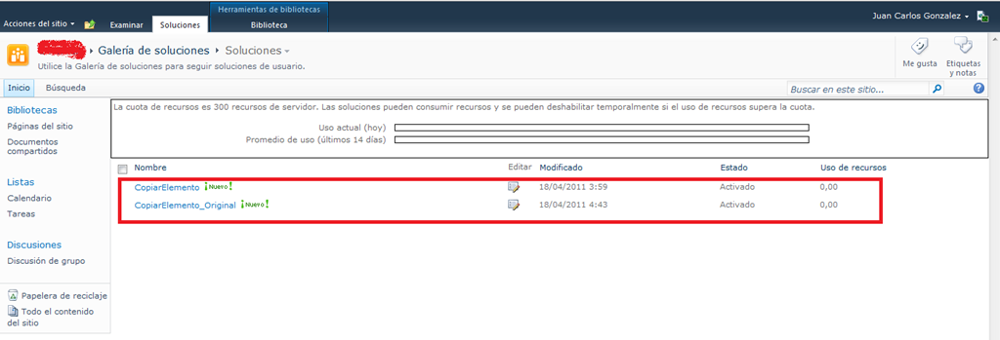 Herramientas de bibliotecas
Acciones del sitio Examinar Soluciones Biblioteca Juan Carlos Gonzalez
Galería de soluciones Soluciones
Utilice la Galería de soluciones para seguir soluciones de usuario.
Me gusta Etiquetas y notas
Inicio Búsqueda Buscar en este sitio...
Bibliotecas
Páginas del sitio
Documentos
compartidos
Listas
Calendario
Tareas
Discusiones
Discusión de grupo
Papelera de reciclaje
Todo el contenido
del sitio
La cuota de recursos es 300 recursos de servidor. Las soluciones pueden consumir recursos y se pueden deshabilitar temporalmente si el uso de recursos supera la cuota.
Uso actual (hoy)
Promedio de uso (últimos 14 días)
Nombre Editar Modificado Estado Uso de recursos
CopiarElemento ¡Nuevo! 18/04/2011 3:59 Activado 0,00
CopiarElemento_Original ¡Nuevo! 18/04/2011 4:43 Activado 0,00